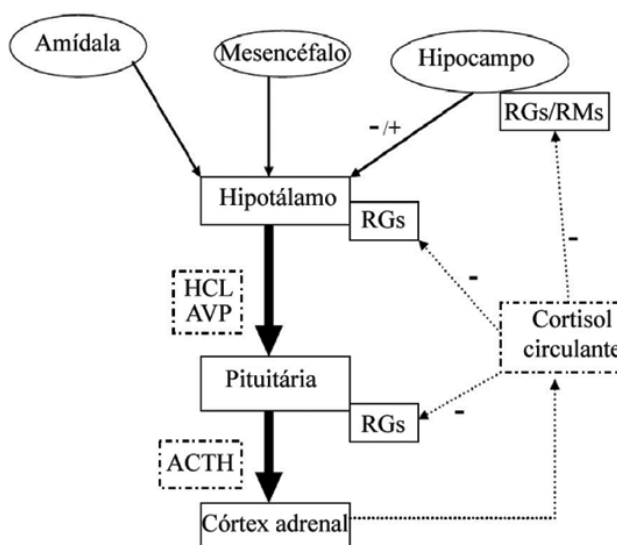 Amídala
Mesencéfalo
Hipocampo
RGs/RMs
- /+
Hipotálamo
RGs
-
-
HCL
AVP
Cortisol
circulante
Pituitária
RGs
-
ACTH
Córtex adrenal